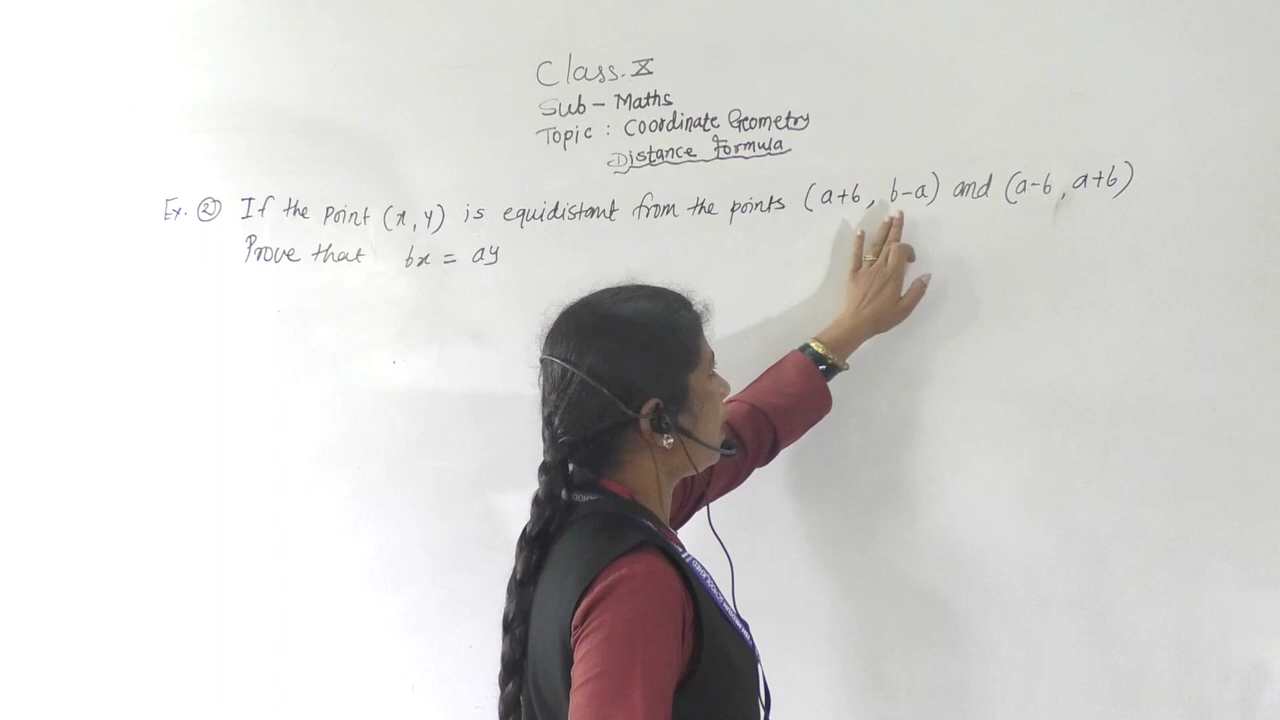 Class. X
Sub - Maths
Topic : Coordinate Geometry
Distance Formula
Ex. ② If the point (x, y) is equidistant from the points (a+b, b-a) and (a-b, a+b)
Prove that bx = ay